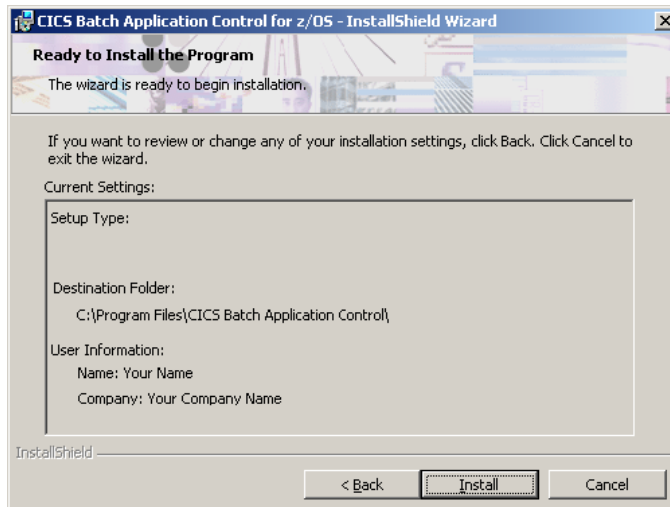 CICS Batch Application Control for z/OS - InstallShield Wizard
Ready to Install the Program
The wizard is ready to begin installation.
If you want to review or change any of your installation settings, click Back. Click Cancel to
exit the wizard.
Current Settings:
Setup Type:
Destination Folder:
C:\Program Files\CICS Batch Application Control\
User Information:
Name: Your Name
Company: Your Company Name
InstallShield
< Back
Install
Cancel